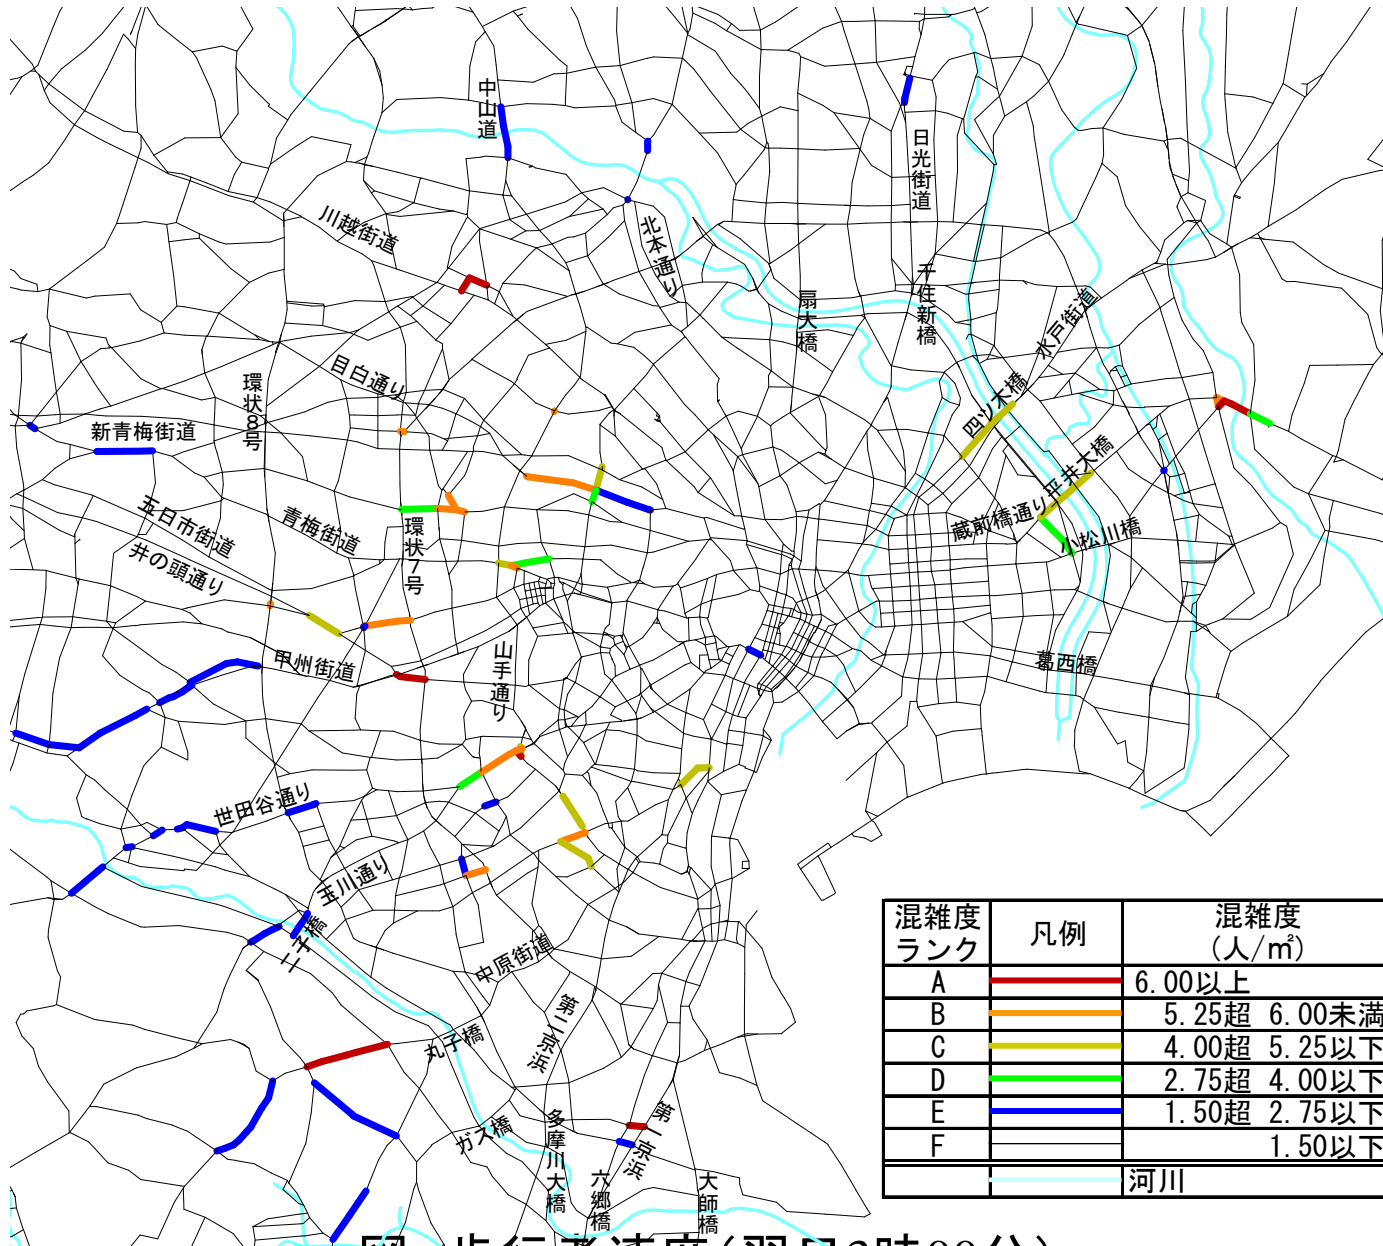 中山道
日光街道
川越街道
北本通り
千住新橋
扇大橋
水戸街道
目白通り
環状8号
四ツ木橋
新青梅街道
平井大橋
五日市街道
青梅街道
環状7号
蔵前橋通り
小松川橋
井の頭通り
甲州街道
山手通り
葛西橋
世田谷通り
玉川通り
二子橋
中原街道
第二京浜
丸子橋
ガス橋
多摩川大橋
第一京浜
六郷橋
大師橋
混雑度ランク 凡例 混雑度(人/㎡)
A 6.00以上
B 5.25超 6.00未満
C 4.00超 5.25以下
D 2.75超 4.00以下
E 1.50超 2.75以下
F 1.50以下
河川